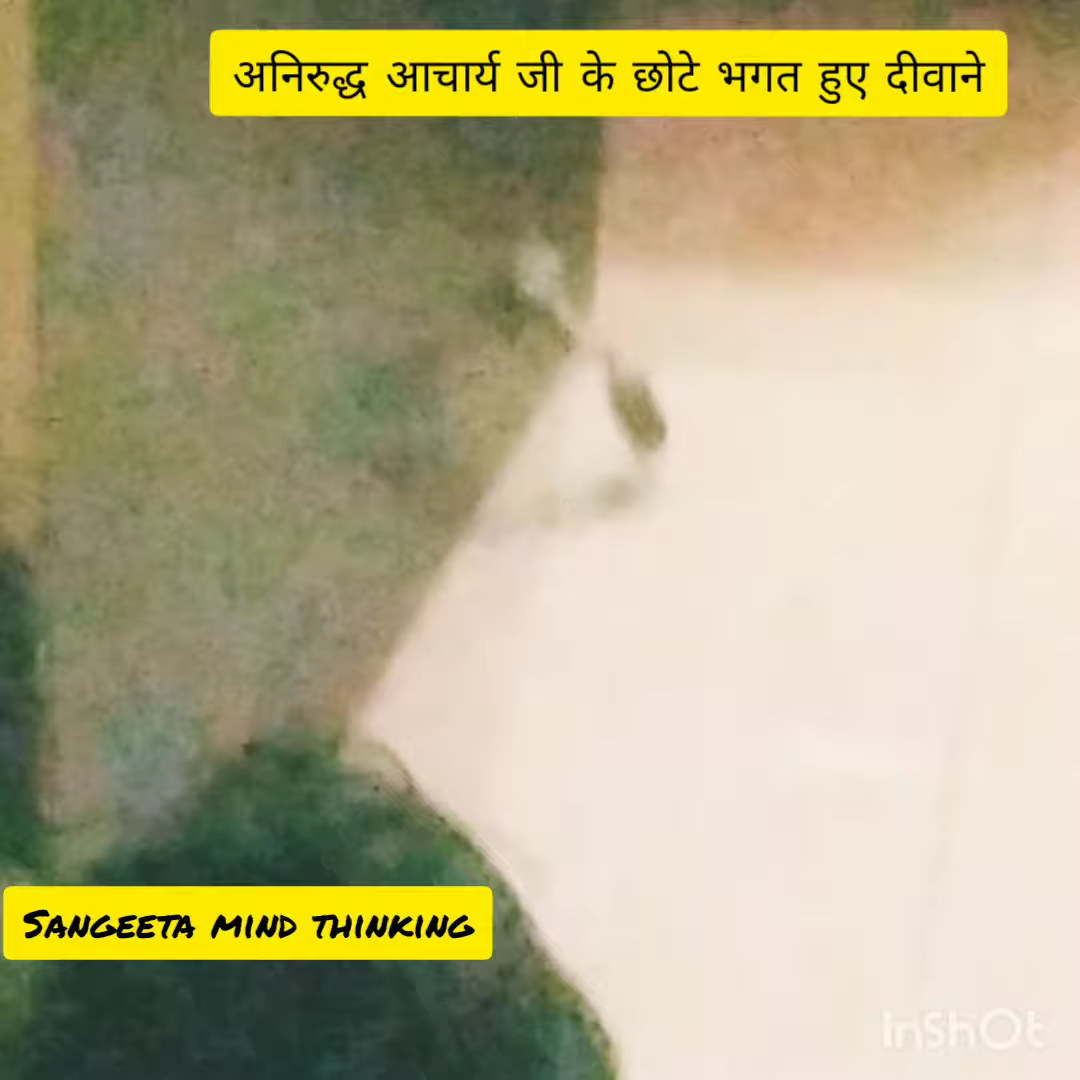 अनिरुद्ध आचार्य जी के छोटे भगत हुए दीवाने
SANGEETA MIND THINKING
InShOt